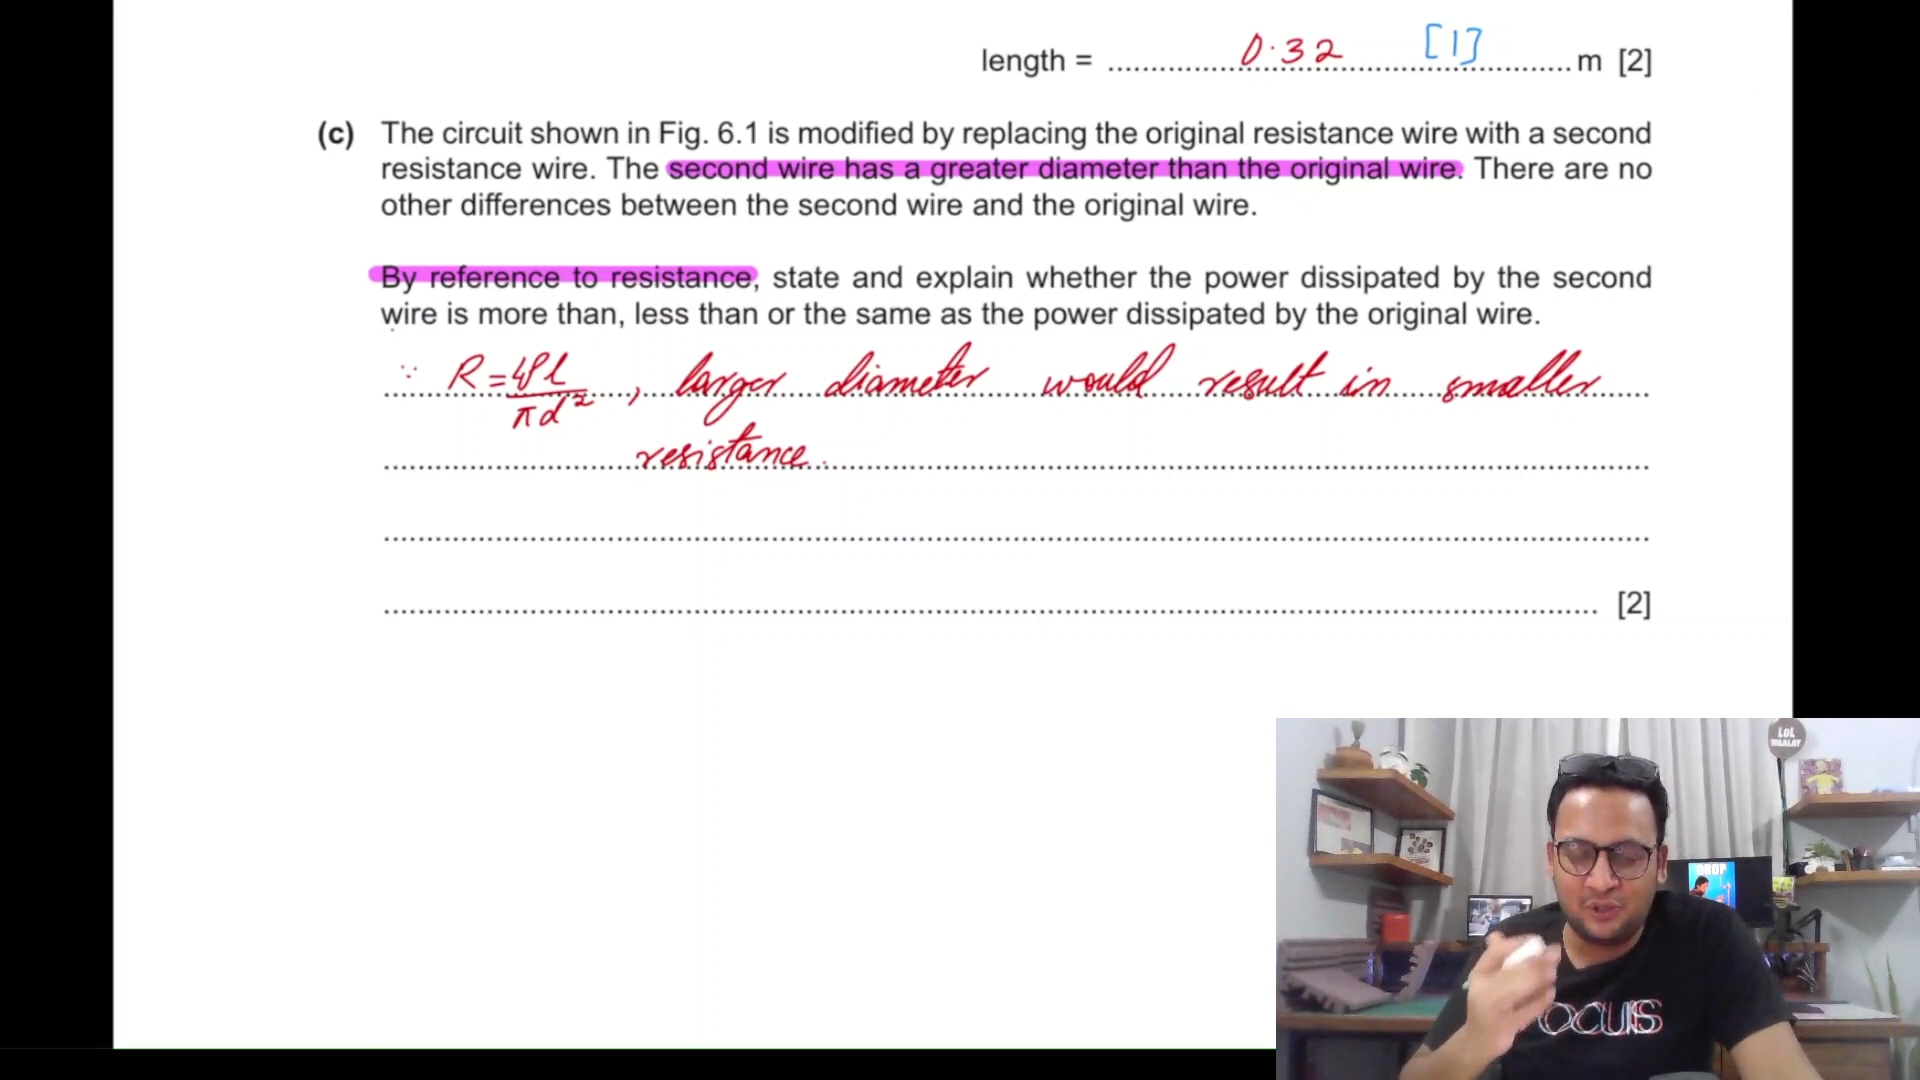 length = ........ 0.32 [1] ........ m [2]
(c) The circuit shown in Fig. 6.1 is modified by replacing the original resistance wire with a second
resistance wire. The second wire has a greater diameter than the original wire. There are no
other differences between the second wire and the original wire.
By reference to resistance, state and explain whether the power dissipated by the second
wire is more than, less than or the same as the power dissipated by the original wire.
∵ R = 4ρl / πd², larger diameter would result in smaller
resistance.
[2]
LOL
OCUS